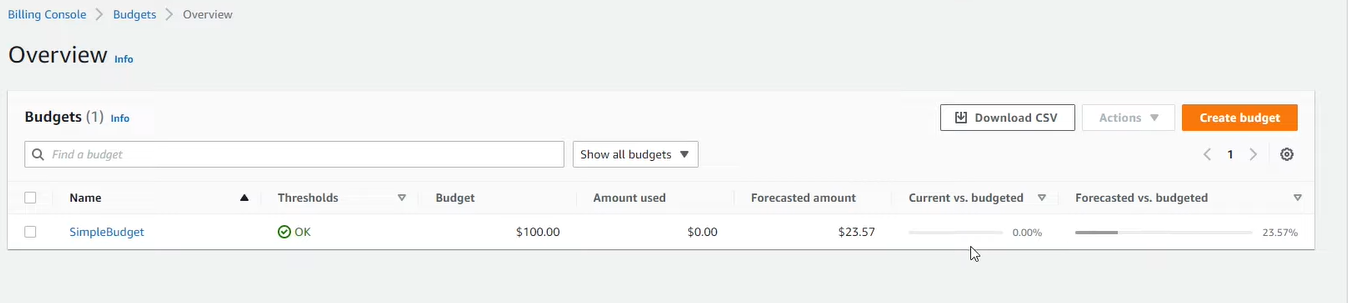 Billing Console > Budgets > Overview
Overview Info
Budgets (1) Info
Download CSV
Actions
Create budget
Find a budget
Show all budgets
1
Name Thresholds Budget Amount used Forecasted amount Current vs. budgeted Forecasted vs. budgeted
SimpleBudget OK $100.00 $0.00 $23.57 0.00% 23.57%